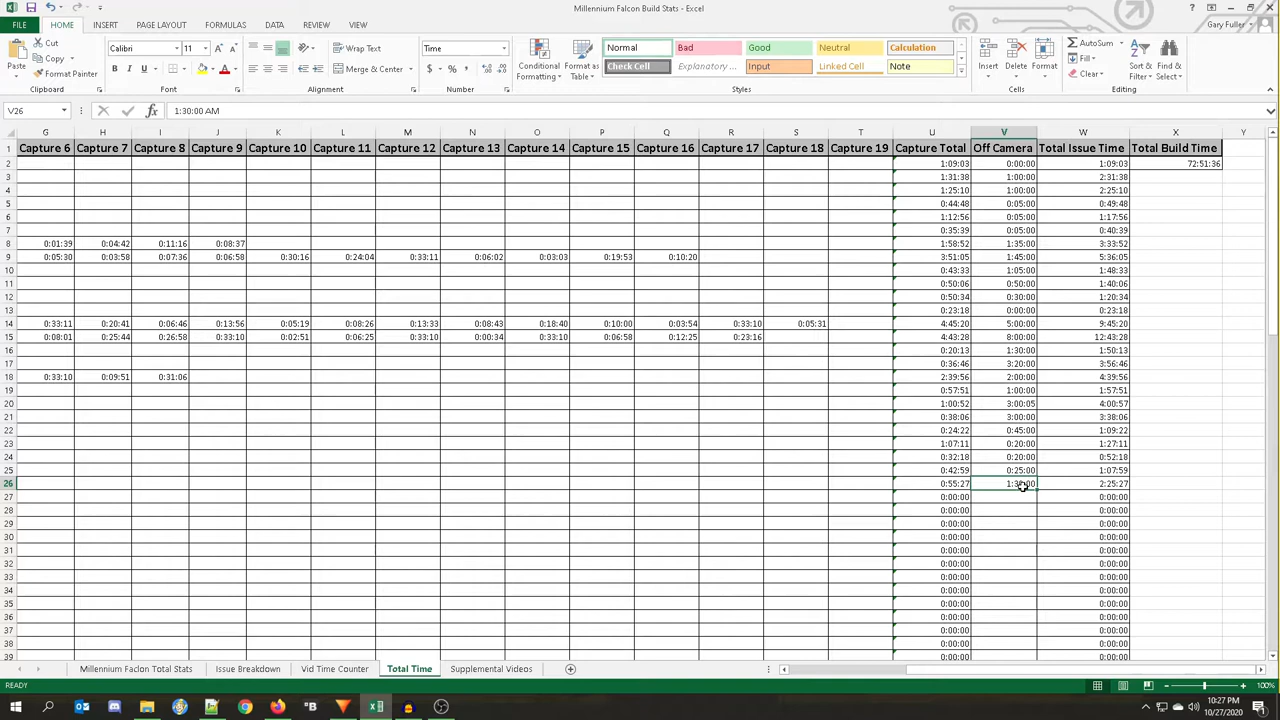 Millennium Falcon Build Stats - Excel
FILE HOME INSERT PAGE LAYOUT FORMULAS DATA REVIEW VIEW Gary Fuller
Cut Calibri 11 Wrap Text Time Normal Bad Good Neutral Calculation AutoSum
Copy Fill
Paste Format Painter Merge & Center Conditional Formatting Format as Table Check Cell Explanatory ... Input Linked Cell Note Insert Delete Format Clear Sort & Filter Find & Select
Clipboard Font Alignment Number Styles Cells Editing
V26 fx 1:30:00 AM
G H I J K L M N O P Q R S T U V W X Y
1 Capture 6 Capture 7 Capture 8 Capture 9 Capture 10 Capture 11 Capture 12 Capture 13 Capture 14 Capture 15 Capture 16 Capture 17 Capture 18 Capture 19 Capture Total Off Camera Total Issue Time Total Build Time
2 1:09:03 0:00:00 1:09:03 72:51:36
3 1:31:38 1:00:00 2:31:38
4 1:25:10 1:00:00 2:25:10
5 0:44:48 0:05:00 0:49:48
6 1:12:56 0:05:00 1:17:56
7 0:35:39 0:05:00 0:40:39
8 0:01:39 0:04:42 0:11:16 0:08:37 1:58:52 1:35:00 3:33:52
9 0:05:30 0:03:58 0:07:36 0:06:58 0:30:16 0:24:04 0:33:11 0:06:02 0:03:03 0:19:53 0:10:20 3:51:05 1:45:00 5:36:05
10 0:43:33 1:05:00 1:48:33
11 0:50:06 0:50:00 1:40:06
12 0:50:34 0:30:00 1:20:34
13 0:23:18 0:00:00 0:23:18
14 0:33:11 0:20:41 0:06:46 0:13:56 0:05:19 0:08:26 0:13:33 0:08:43 0:18:40 0:10:00 0:03:54 0:33:10 0:05:31 4:45:20 5:00:00 9:45:20
15 0:08:01 0:25:44 0:26:58 0:33:10 0:02:51 0:06:25 0:33:10 0:00:34 0:33:10 0:06:58 0:12:25 0:23:16 4:43:28 8:00:00 12:43:28
16 0:20:13 1:30:00 1:50:13
17 0:36:46 3:20:00 3:56:46
18 0:33:10 0:09:51 0:31:06 2:39:56 2:00:00 4:39:56
19 0:57:51 1:00:00 1:57:51
20 1:00:52 3:00:05 4:00:57
21 0:38:06 3:00:00 3:38:06
22 0:24:22 0:45:00 1:09:22
23 1:07:11 0:20:00 1:27:11
24 0:32:18 0:20:00 0:52:18
25 0:42:59 0:25:00 1:07:59
26 0:55:27 1:30:00 2:25:27
27 0:00:00 0:00:00
28 0:00:00 0:00:00
29 0:00:00 0:00:00
30 0:00:00 0:00:00
31 0:00:00 0:00:00
32 0:00:00 0:00:00
33 0:00:00 0:00:00
34 0:00:00 0:00:00
35 0:00:00 0:00:00
36 0:00:00 0:00:00
37 0:00:00 0:00:00
38 0:00:00 0:00:00
39 0:00:00 0:00:00
Millennium Faclon Total Stats Issue Breakdown Vid Time Counter Total Time Supplemental Videos
READY 100%
10:27 PM
10/27/2020